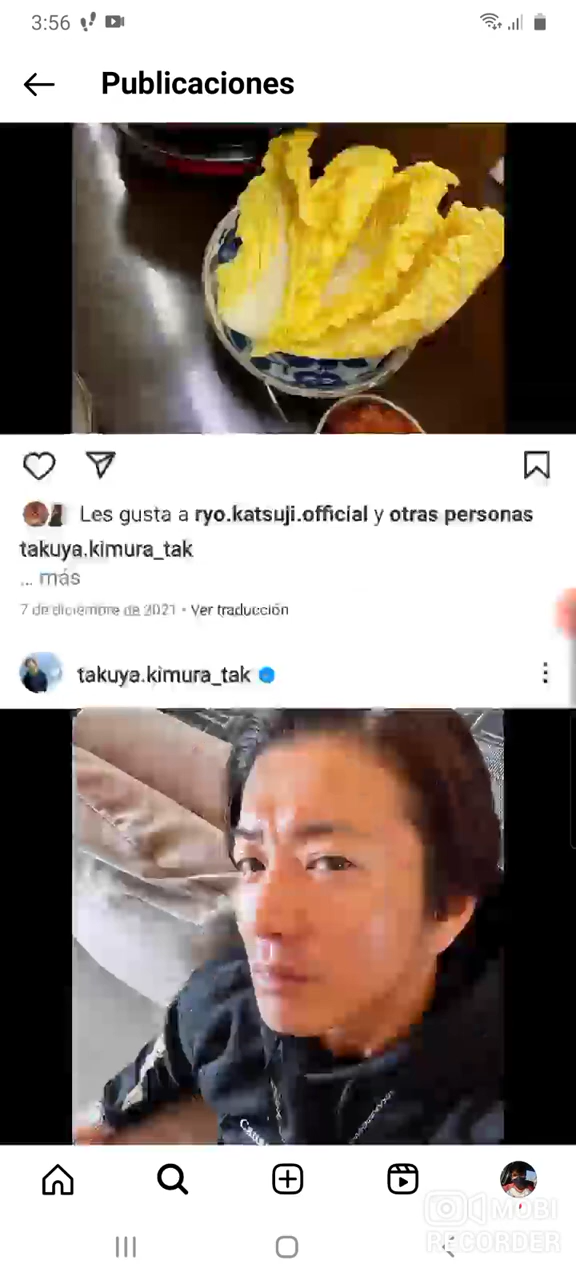 3:56
Publicaciones
Les gusta a ryo.katsuji.official y otras personas
takuya.kimura_tak
... más
7 de diciembre de 2021 • Ver traducción
takuya.kimura_tak
MOBI
RECORDER